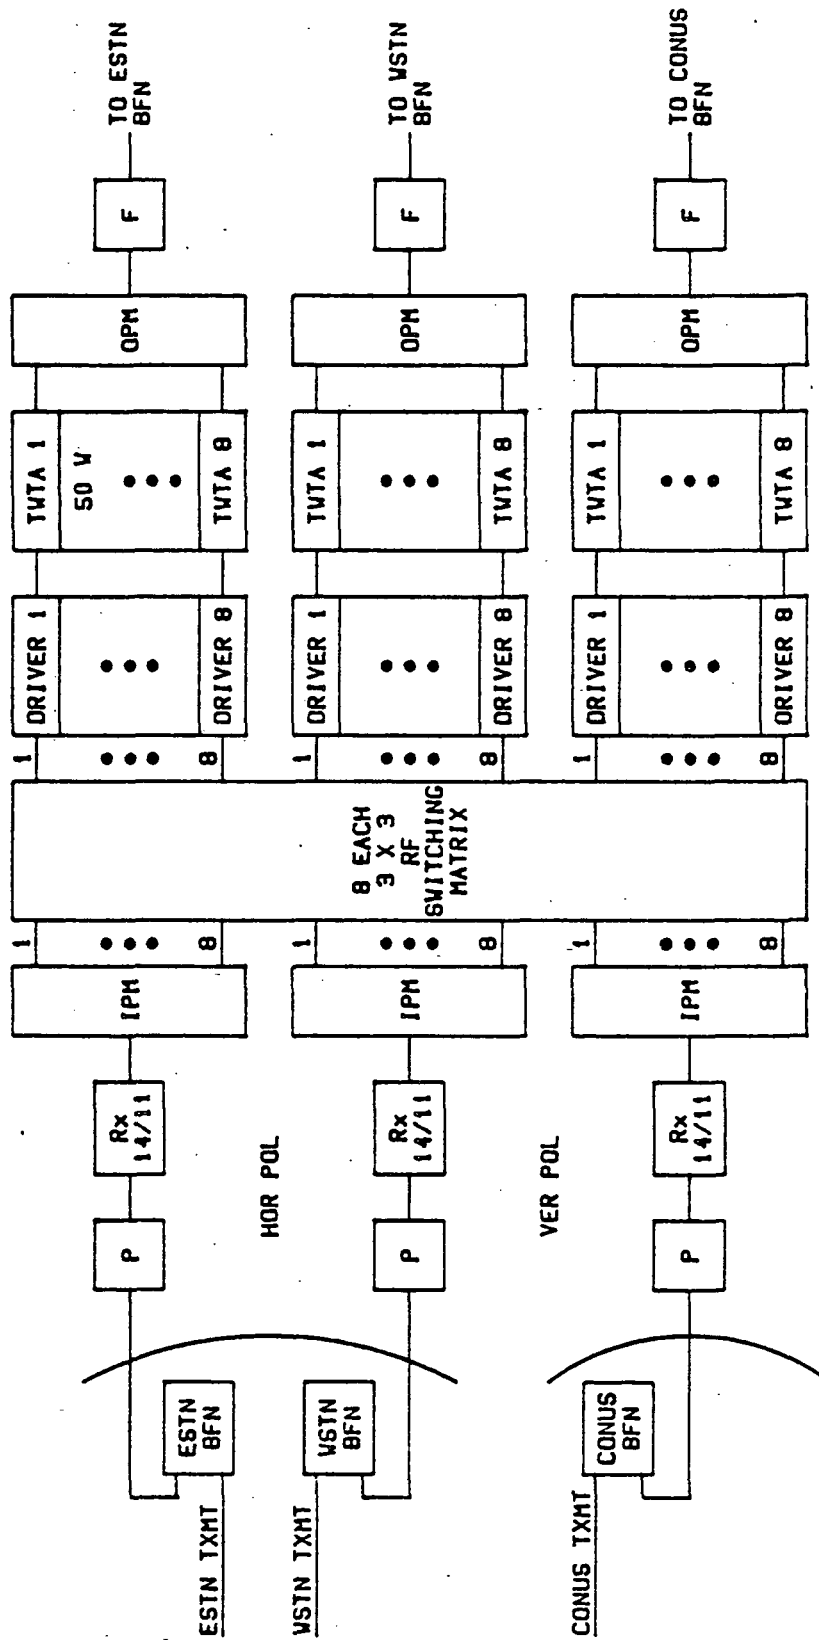 ESTN TXMT
ESTN
BFN
P
Rx
14/11
IPM
1
8
1
8
DRIVER 1
DRIVER 8
TWTA 1
50 W
TWTA 8
OPM
F
TO ESTN
BFN
HOR POL
WSTN TXMT
WSTN
BFN
P
Rx
14/11
IPM
1
8
8 EACH
3 X 3
RF
SWITCHING
MATRIX
1
8
DRIVER 1
DRIVER 8
TWTA 1
TWTA 8
OPM
F
TO WSTN
BFN
VER POL
CONUS TXMT
CONUS
BFN
P
Rx
14/11
IPM
1
8
1
8
DRIVER 1
DRIVER 8
TWTA 1
TWTA 8
OPM
F
TO CONUS
BFN